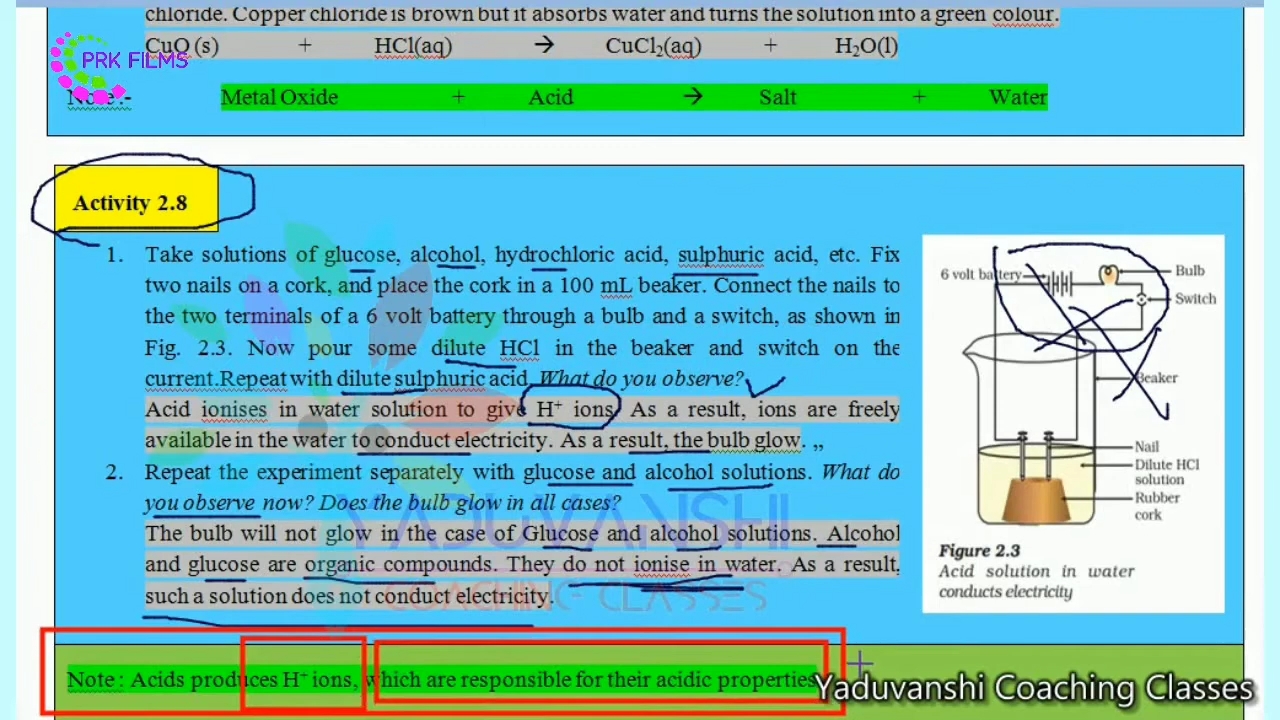 chloride. Copper chloride is brown but it absorbs water and turns the solution into a green colour.
CuO (s) + HCl(aq) → CuCl₂(aq) + H₂O(l)
PRK FILMS
Note :- Metal Oxide + Acid → Salt + Water
Activity 2.8
1. Take solutions of glucose, alcohol, hydrochloric acid, sulphuric acid, etc. Fix
two nails on a cork, and place the cork in a 100 mL beaker. Connect the nails to
the two terminals of a 6 volt battery through a bulb and a switch, as shown in
Fig. 2.3. Now pour some dilute HCl in the beaker and switch on the
current.Repeat with dilute sulphuric acid. What do you observe?
Acid ionises in water solution to give H⁺ ions. As a result, ions are freely
available in the water to conduct electricity. As a result, the bulb glow. „
2. Repeat the experiment separately with glucose and alcohol solutions. What do
you observe now? Does the bulb glow in all cases?
The bulb will not glow in the case of Glucose and alcohol solutions. Alcohol
and glucose are organic compounds. They do not ionise in water. As a result,
such a solution does not conduct electricity.
6 volt battery
Bulb
Switch
Beaker
Nail
Dilute HCl
solution
Rubber
cork
Figure 2.3
Acid solution in water
conducts electricity
YADUVANSHI
COACHING CLASSES
Note : Acids produces H⁺ ions, which are responsible for their acidic properties
Yaduvanshi Coaching Classes